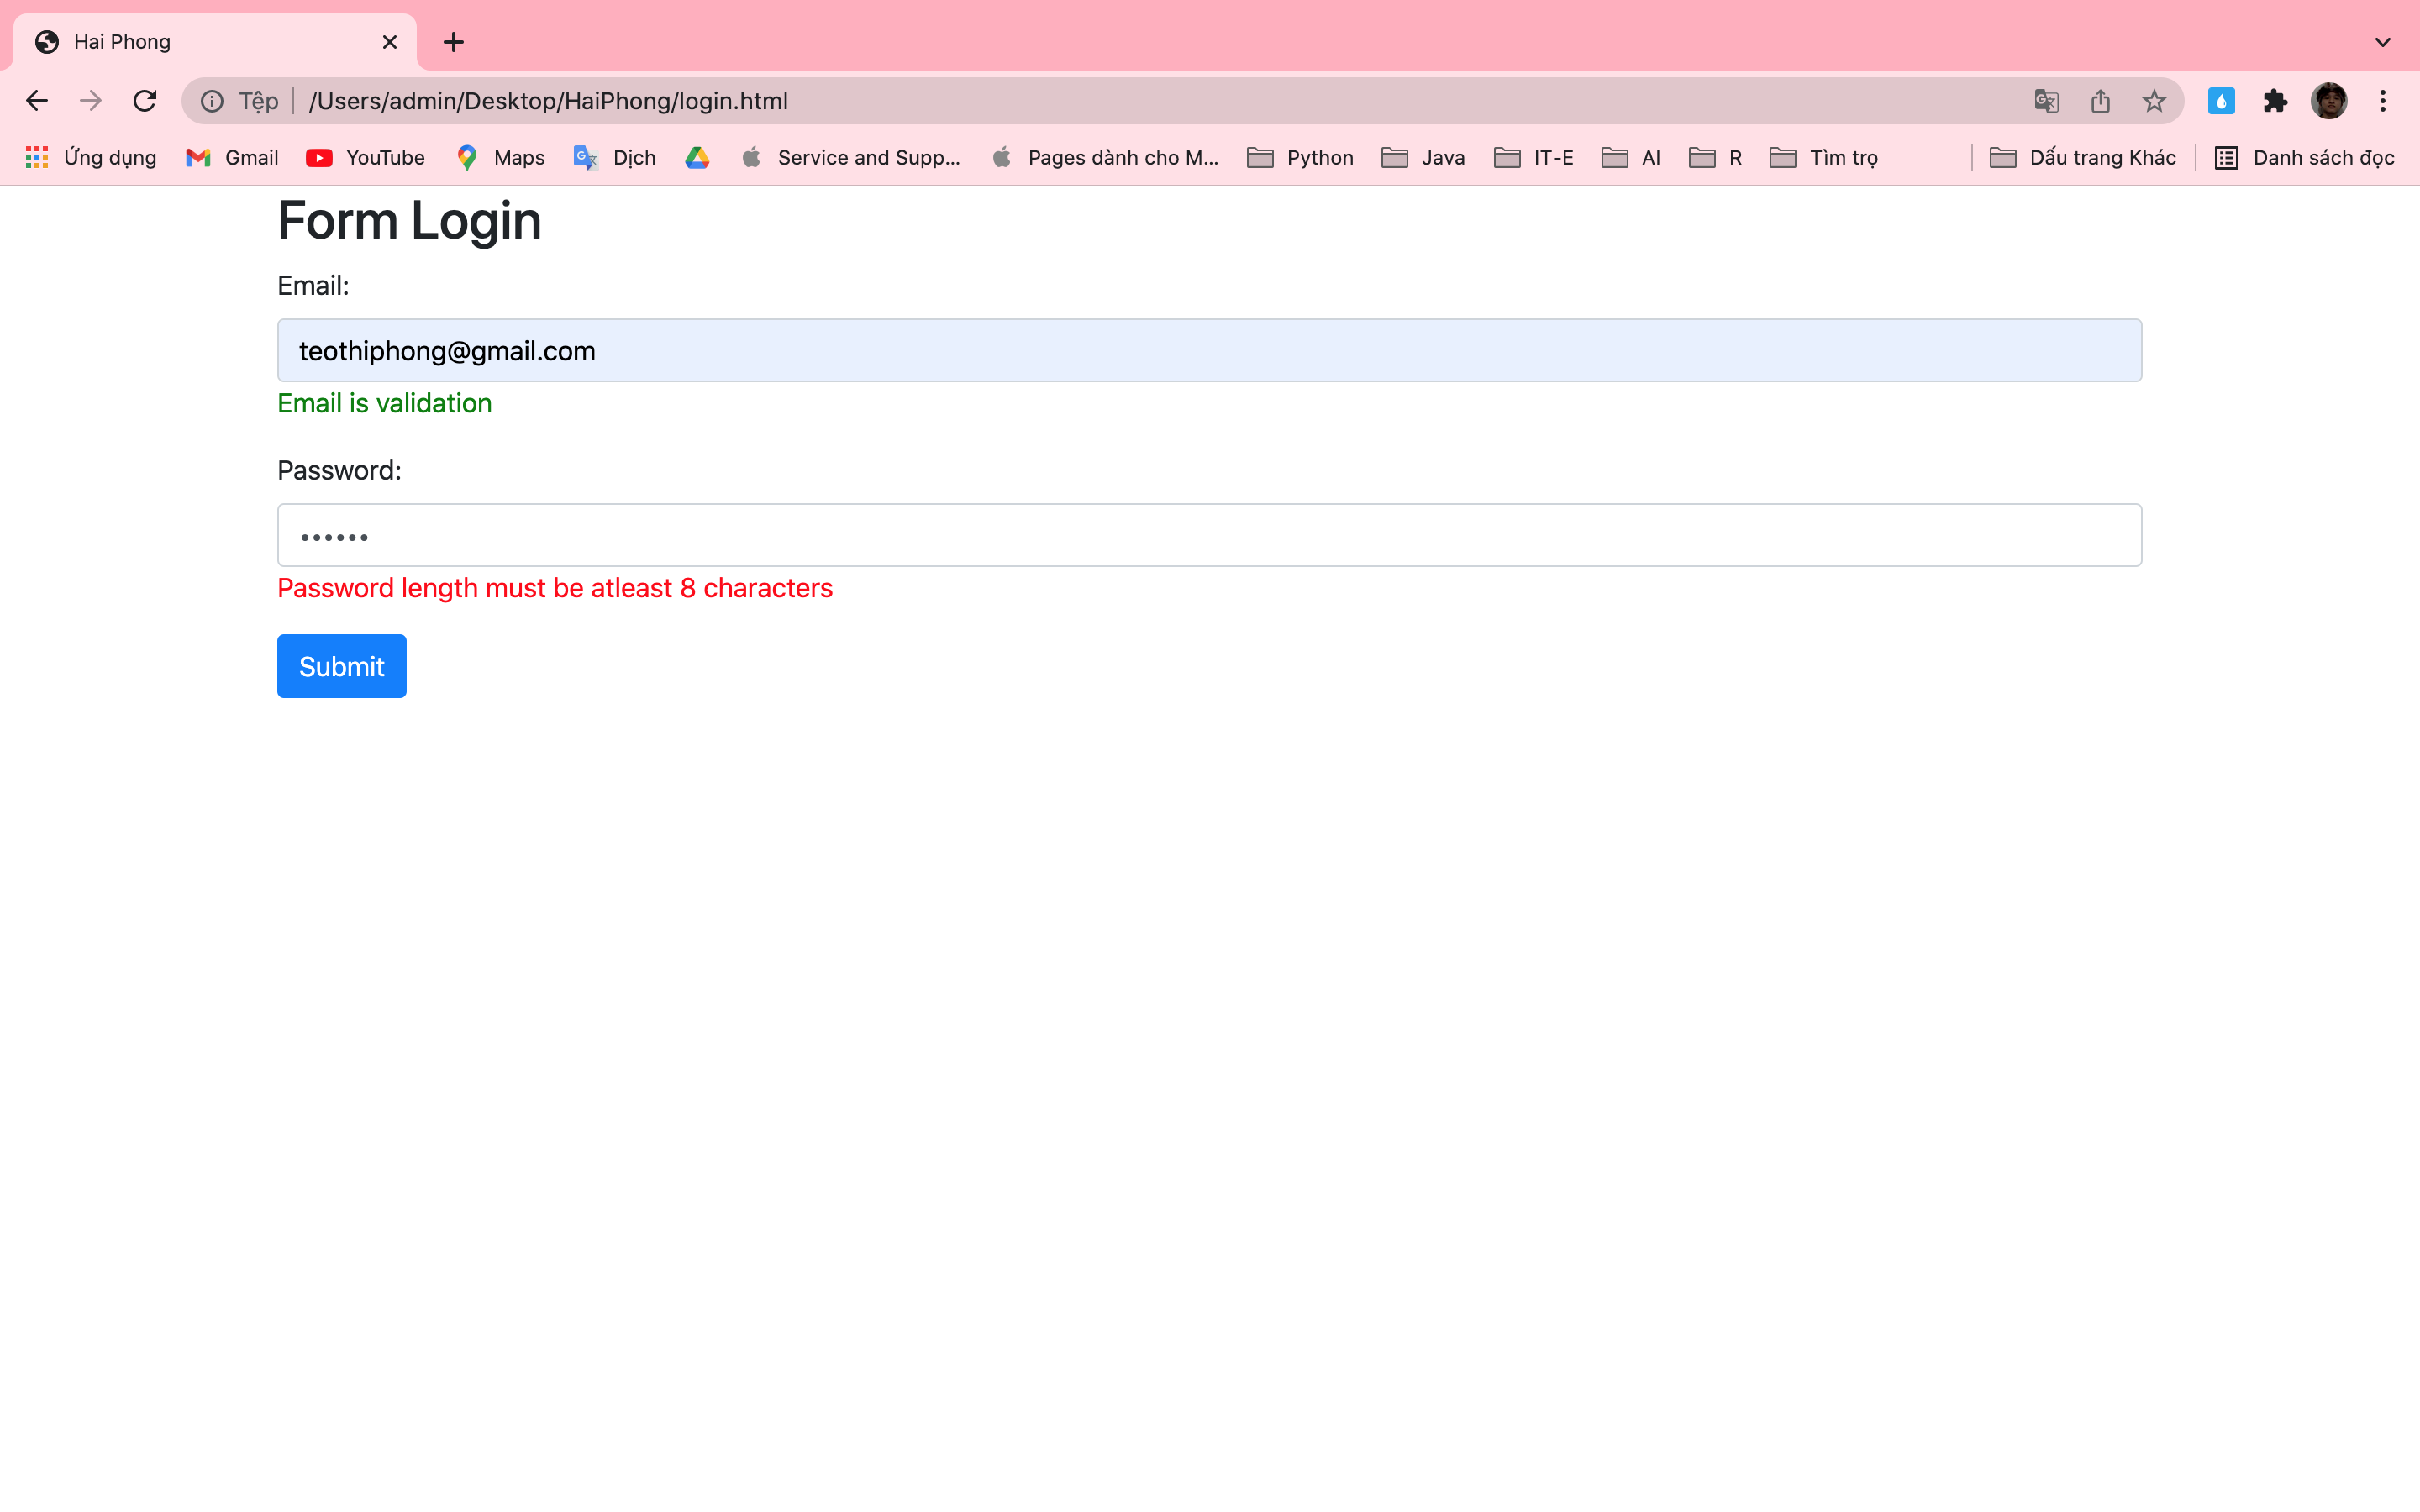 Hai Phong
Tệp /Users/admin/Desktop/HaiPhong/login.html
Ứng dụng Gmail YouTube Maps Dịch Service and Supp... Pages dành cho M... Python Java IT-E AI R Tìm trọ Dấu trang Khác Danh sách đọc
Form Login
Email:
teothiphong@gmail.com
Email is validation
Password:
••••••
Password length must be atleast 8 characters
Submit